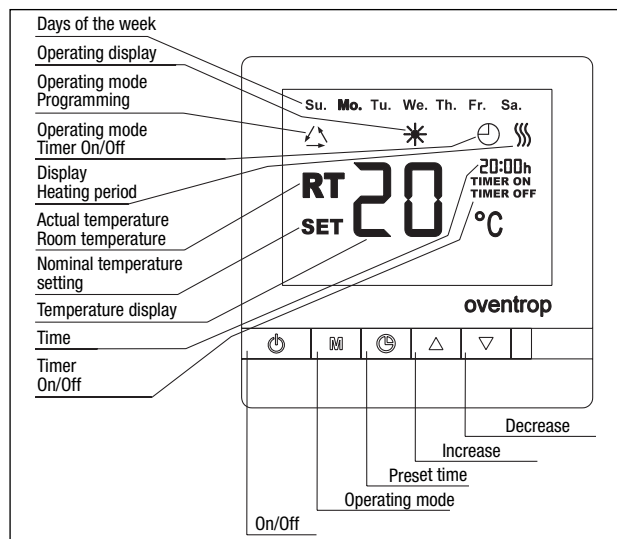 Days of the week
Operating display
Operating mode
Programming
Operating mode
Timer On/Off
Display
Heating period
Actual temperature
Room temperature
Nominal temperature
setting
Temperature display
Time
Timer
On/Off
Su. Mo. Tu. We. Th. Fr. Sa.
RT 20
20:00h
TIMER ON
TIMER OFF
SET
°C
oventrop
M
Decrease
Increase
Preset time
Operating mode
On/Off